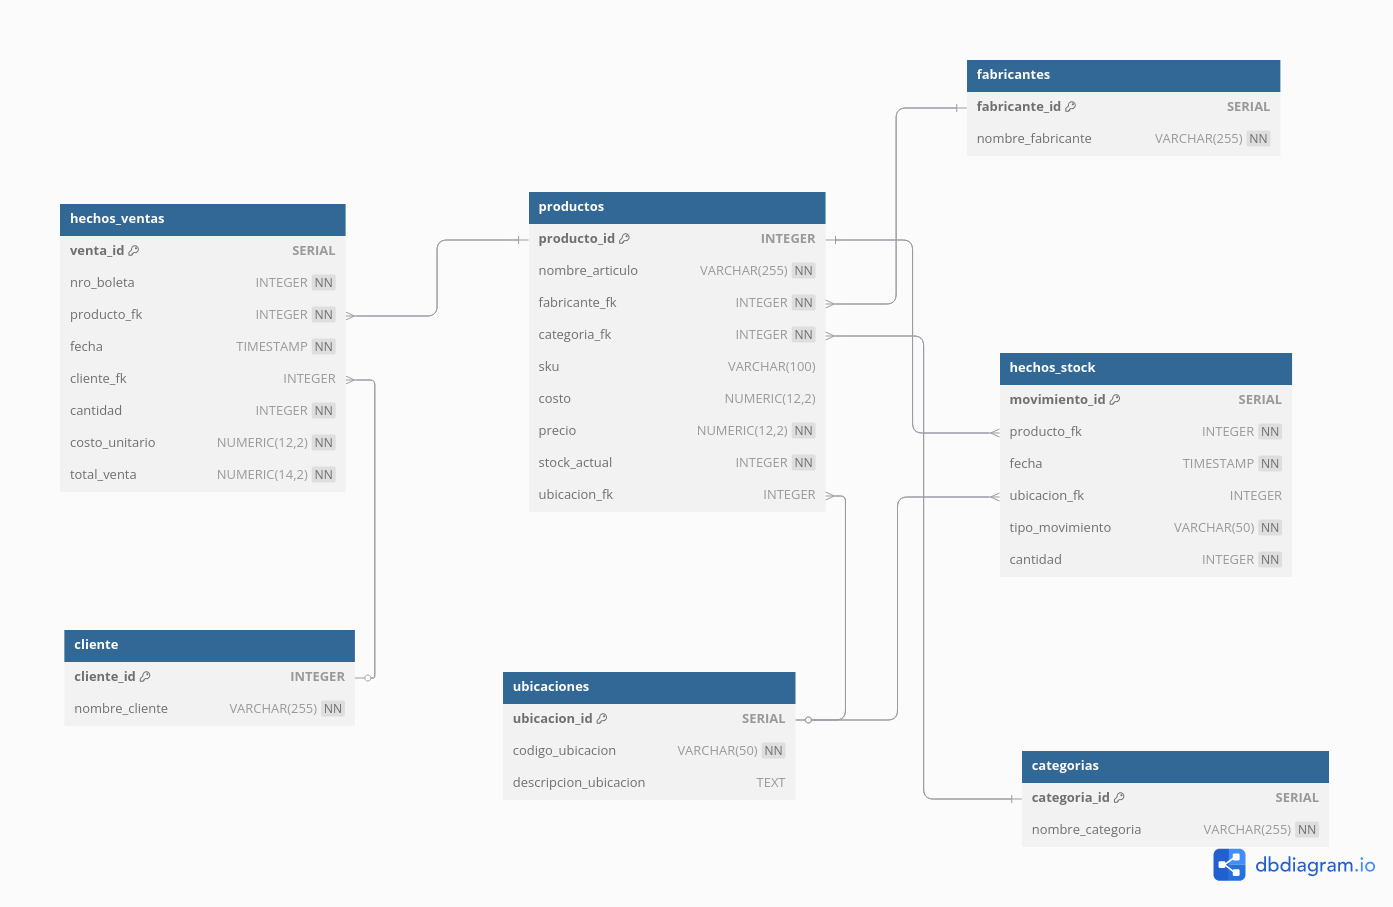 fabricantes
fabricante_id SERIAL
nombre_fabricante VARCHAR(255) NN
productos
producto_id INTEGER
nombre_articulo VARCHAR(255) NN
fabricante_fk INTEGER NN
categoria_fk INTEGER NN
sku VARCHAR(100)
costo NUMERIC(12,2)
precio NUMERIC(12,2) NN
stock_actual INTEGER NN
ubicacion_fk INTEGER
hechos_ventas
venta_id SERIAL
nro_boleta INTEGER NN
producto_fk INTEGER NN
fecha TIMESTAMP NN
cliente_fk INTEGER
cantidad INTEGER NN
costo_unitario NUMERIC(12,2) NN
total_venta NUMERIC(14,2) NN
hechos_stock
movimiento_id SERIAL
producto_fk INTEGER NN
fecha TIMESTAMP NN
ubicacion_fk INTEGER
tipo_movimiento VARCHAR(50) NN
cantidad INTEGER NN
cliente
cliente_id INTEGER
nombre_cliente VARCHAR(255) NN
ubicaciones
ubicacion_id SERIAL
codigo_ubicacion VARCHAR(50) NN
descripcion_ubicacion TEXT
categorias
categoria_id SERIAL
nombre_categoria VARCHAR(255) NN
dbdiagram.io